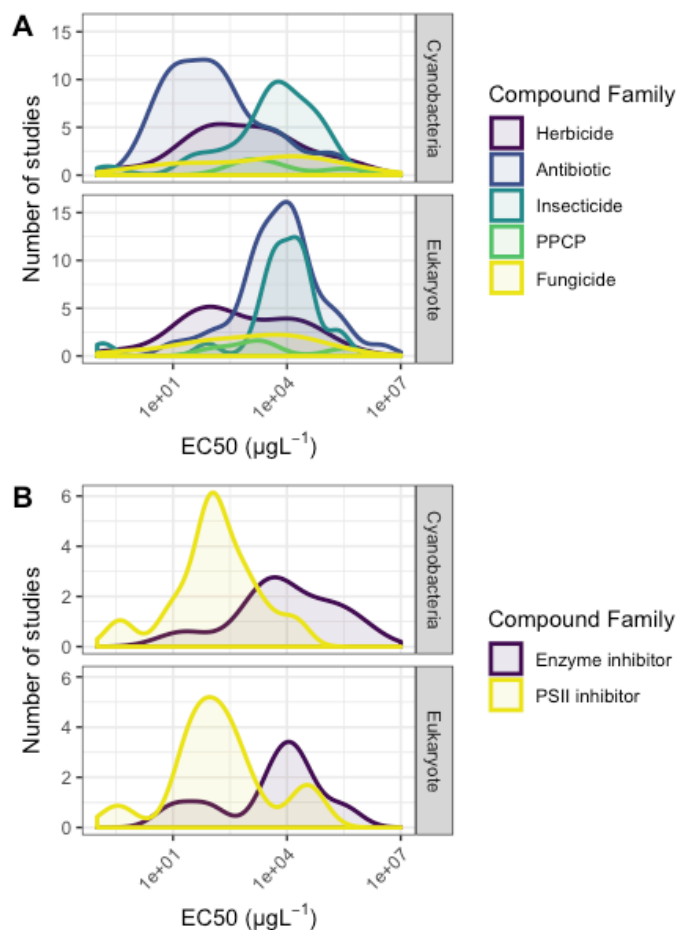 A
15
10
5
0
Cyanobacteria
15
10
5
0
Eukaryote
Number of studies
1e+01
1e+04
1e+07
EC50 (µgL⁻¹)
Compound Family
Herbicide
Antibiotic
Insecticide
PPCP
Fungicide
B
6
4
2
0
Cyanobacteria
6
4
2
0
Eukaryote
Number of studies
1e+01
1e+04
1e+07
EC50 (µgL⁻¹)
Compound Family
Enzyme inhibitor
PSII inhibitor